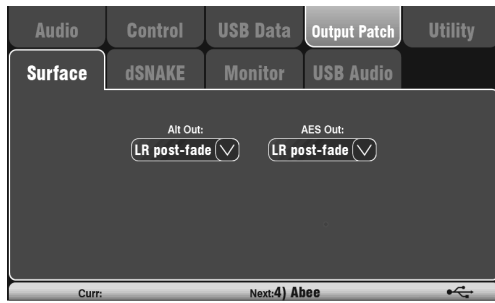 Audio Control USB Data Output Patch Utility
Surface dSNAKE Monitor USB Audio
Alt Out: AES Out:
LR post-fade LR post-fade
Curr: Next:4) Abee